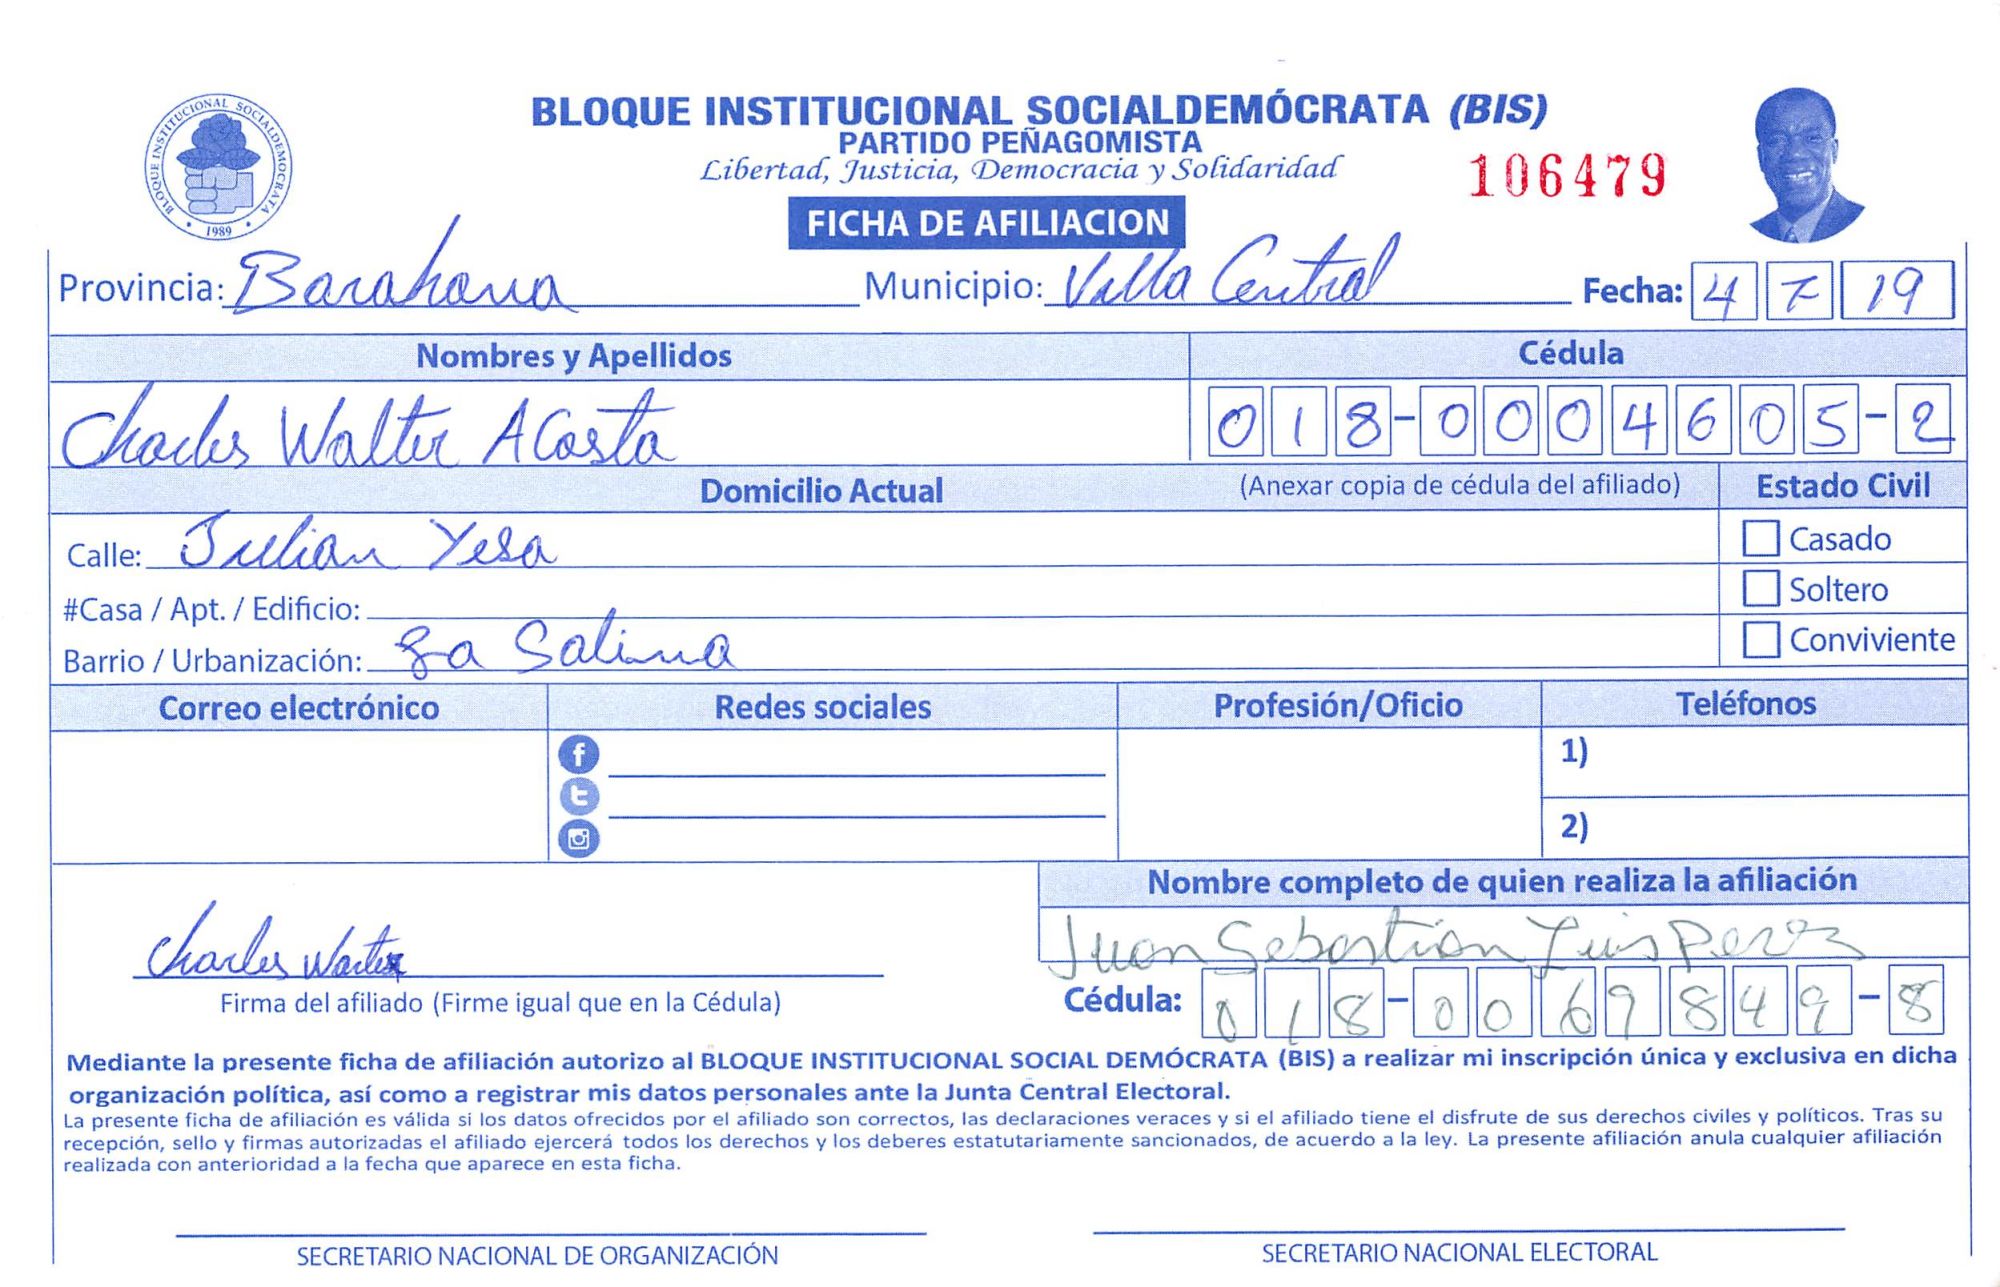 BLOQUE INSTITUCIONAL SOCIALDEMÓCRATA (BIS)
PARTIDO PEÑAGOMISTA
Libertad, Justicia, Democracia y Solidaridad
106479
BLOQUE INSTITUCIONAL SOCIALDEMOCRATA
1989
FICHA DE AFILIACION
Provincia: Barahona Municipio: Villa Central Fecha: 4 7 19
Nombres y Apellidos Cédula
Charles Walter Acosta 018-0004605-2
Domicilio Actual (Anexar copia de cédula del afiliado) Estado Civil
Calle: Julian Yesa Casado
#Casa / Apt. / Edificio: Soltero
Barrio / Urbanización: La Salina Conviviente
Correo electrónico Redes sociales Profesión/Oficio Teléfonos
1)
2)
Nombre completo de quien realiza la afiliación
Charles Walter Juan Sebastian Luis Perez
Firma del afiliado (Firme igual que en la Cédula) Cédula: 018-0069849-8
Mediante la presente ficha de afiliación autorizo al BLOQUE INSTITUCIONAL SOCIAL DEMÓCRATA (BIS) a realizar mi inscripción única y exclusiva en dicha
organización política, así como a registrar mis datos personales ante la Junta Central Electoral.
La presente ficha de afiliación es válida si los datos ofrecidos por el afiliado son correctos, las declaraciones veraces y si el afiliado tiene el disfrute de sus derechos civiles y políticos. Tras su
recepción, sello y firmas autorizadas el afiliado ejercerá todos los derechos y los deberes estatutariamente sancionados, de acuerdo a la ley. La presente afiliación anula cualquier afiliación
realizada con anterioridad a la fecha que aparece en esta ficha.
SECRETARIO NACIONAL DE ORGANIZACIÓN SECRETARIO NACIONAL ELECTORAL